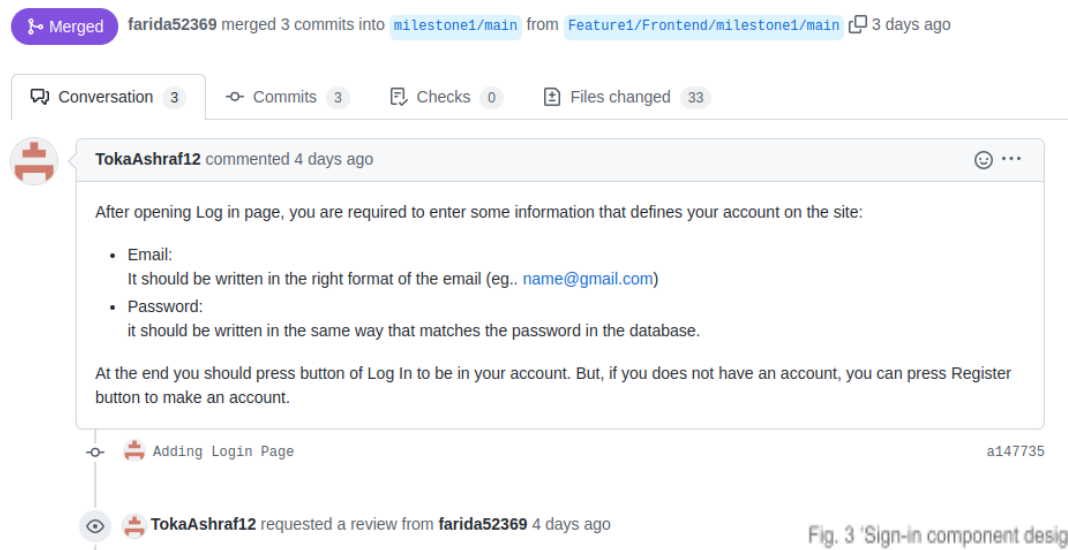 Merged farida52369 merged 3 commits into milestone1/main from Feature1/Frontend/milestone1/main 3 days ago
Conversation 3 Commits 3 Checks 0 Files changed 33
TokaAshraf12 commented 4 days ago
After opening Log in page, you are required to enter some information that defines your account on the site:
• Email:
It should be written in the right format of the email (eg.. name@gmail.com)
• Password:
it should be written in the same way that matches the password in the database.
At the end you should press button of Log In to be in your account. But, if you does not have an account, you can press Register
button to make an account.
Adding Login Page a147735
TokaAshraf12 requested a review from farida52369 4 days ago
Fig. 3 'Sign-in component desig